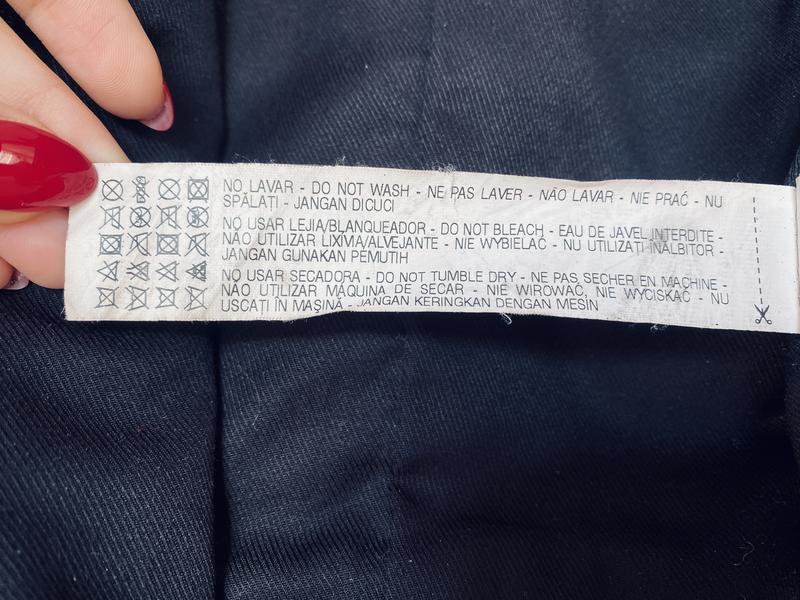 NO LAVAR - DO NOT WASH - NE PAS LAVER - NÃO LAVAR - NIE PRAĆ - NU
SPĂLAȚI - JANGAN DICUCI
NO USAR LEJIA/BLANQUEADOR - DO NOT BLEACH - EAU DE JAVEL INTERDITE -
NÃO UTILIZAR LIXIVIA/ALVEJANTE - NIE WYBIELAĆ - NU UTILIZAȚI INĂLBITOR -
JANGAN GUNAKAN PEMUTIH
NO USAR SECADORA - DO NOT TUMBLE DRY - NE PAS SECHER EN MACHINE -
NÃO UTILIZAR MÁQUINA DE SECAR - NIE WIROWAĆ, NIE WYCISKAĆ - NU
USCAȚI ÎN MAȘINĂ - JANGAN KERINGKAN DENGAN MESIN